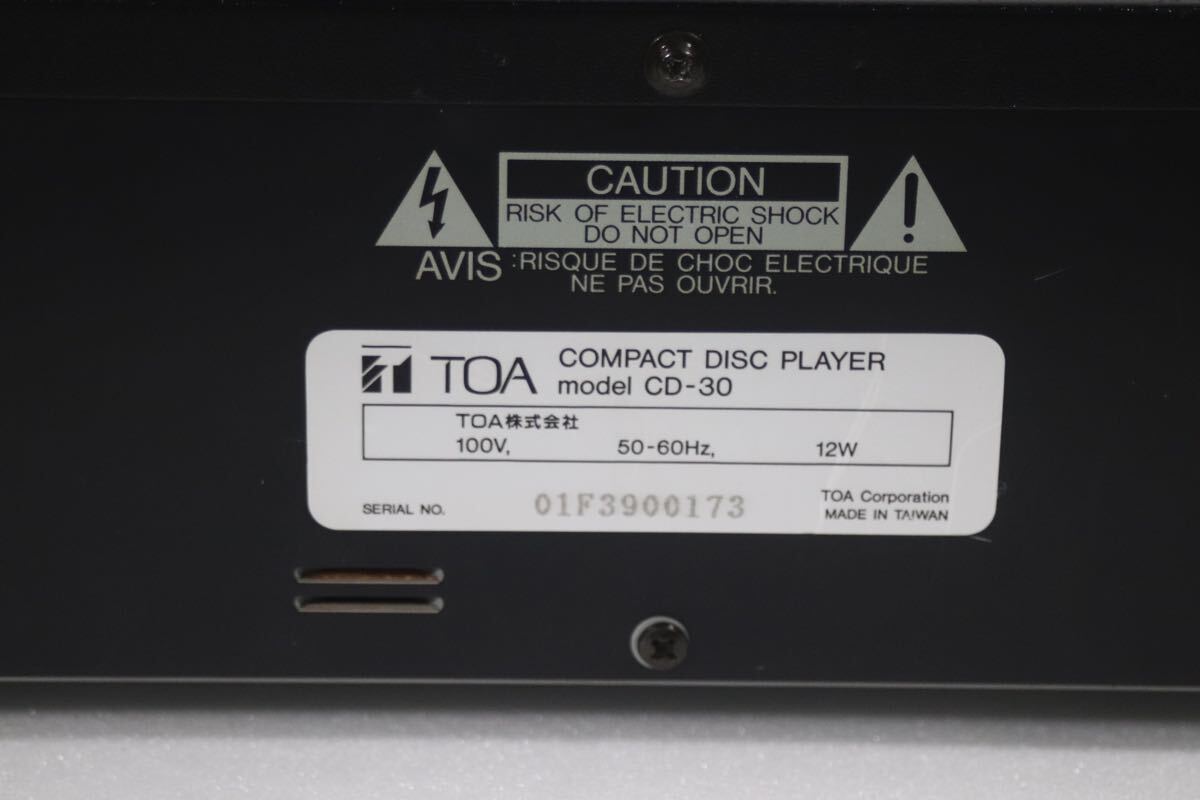 CAUTION
RISK OF ELECTRIC SHOCK
DO NOT OPEN
AVIS :RISQUE DE CHOC ELECTRIQUE
NE PAS OUVRIR.
TOA COMPACT DISC PLAYER
model CD-30
TOA株式会社
100V, 50-60Hz, 12W
SERIAL NO. 01F3900173
TOA Corporation
MADE IN TAIWAN